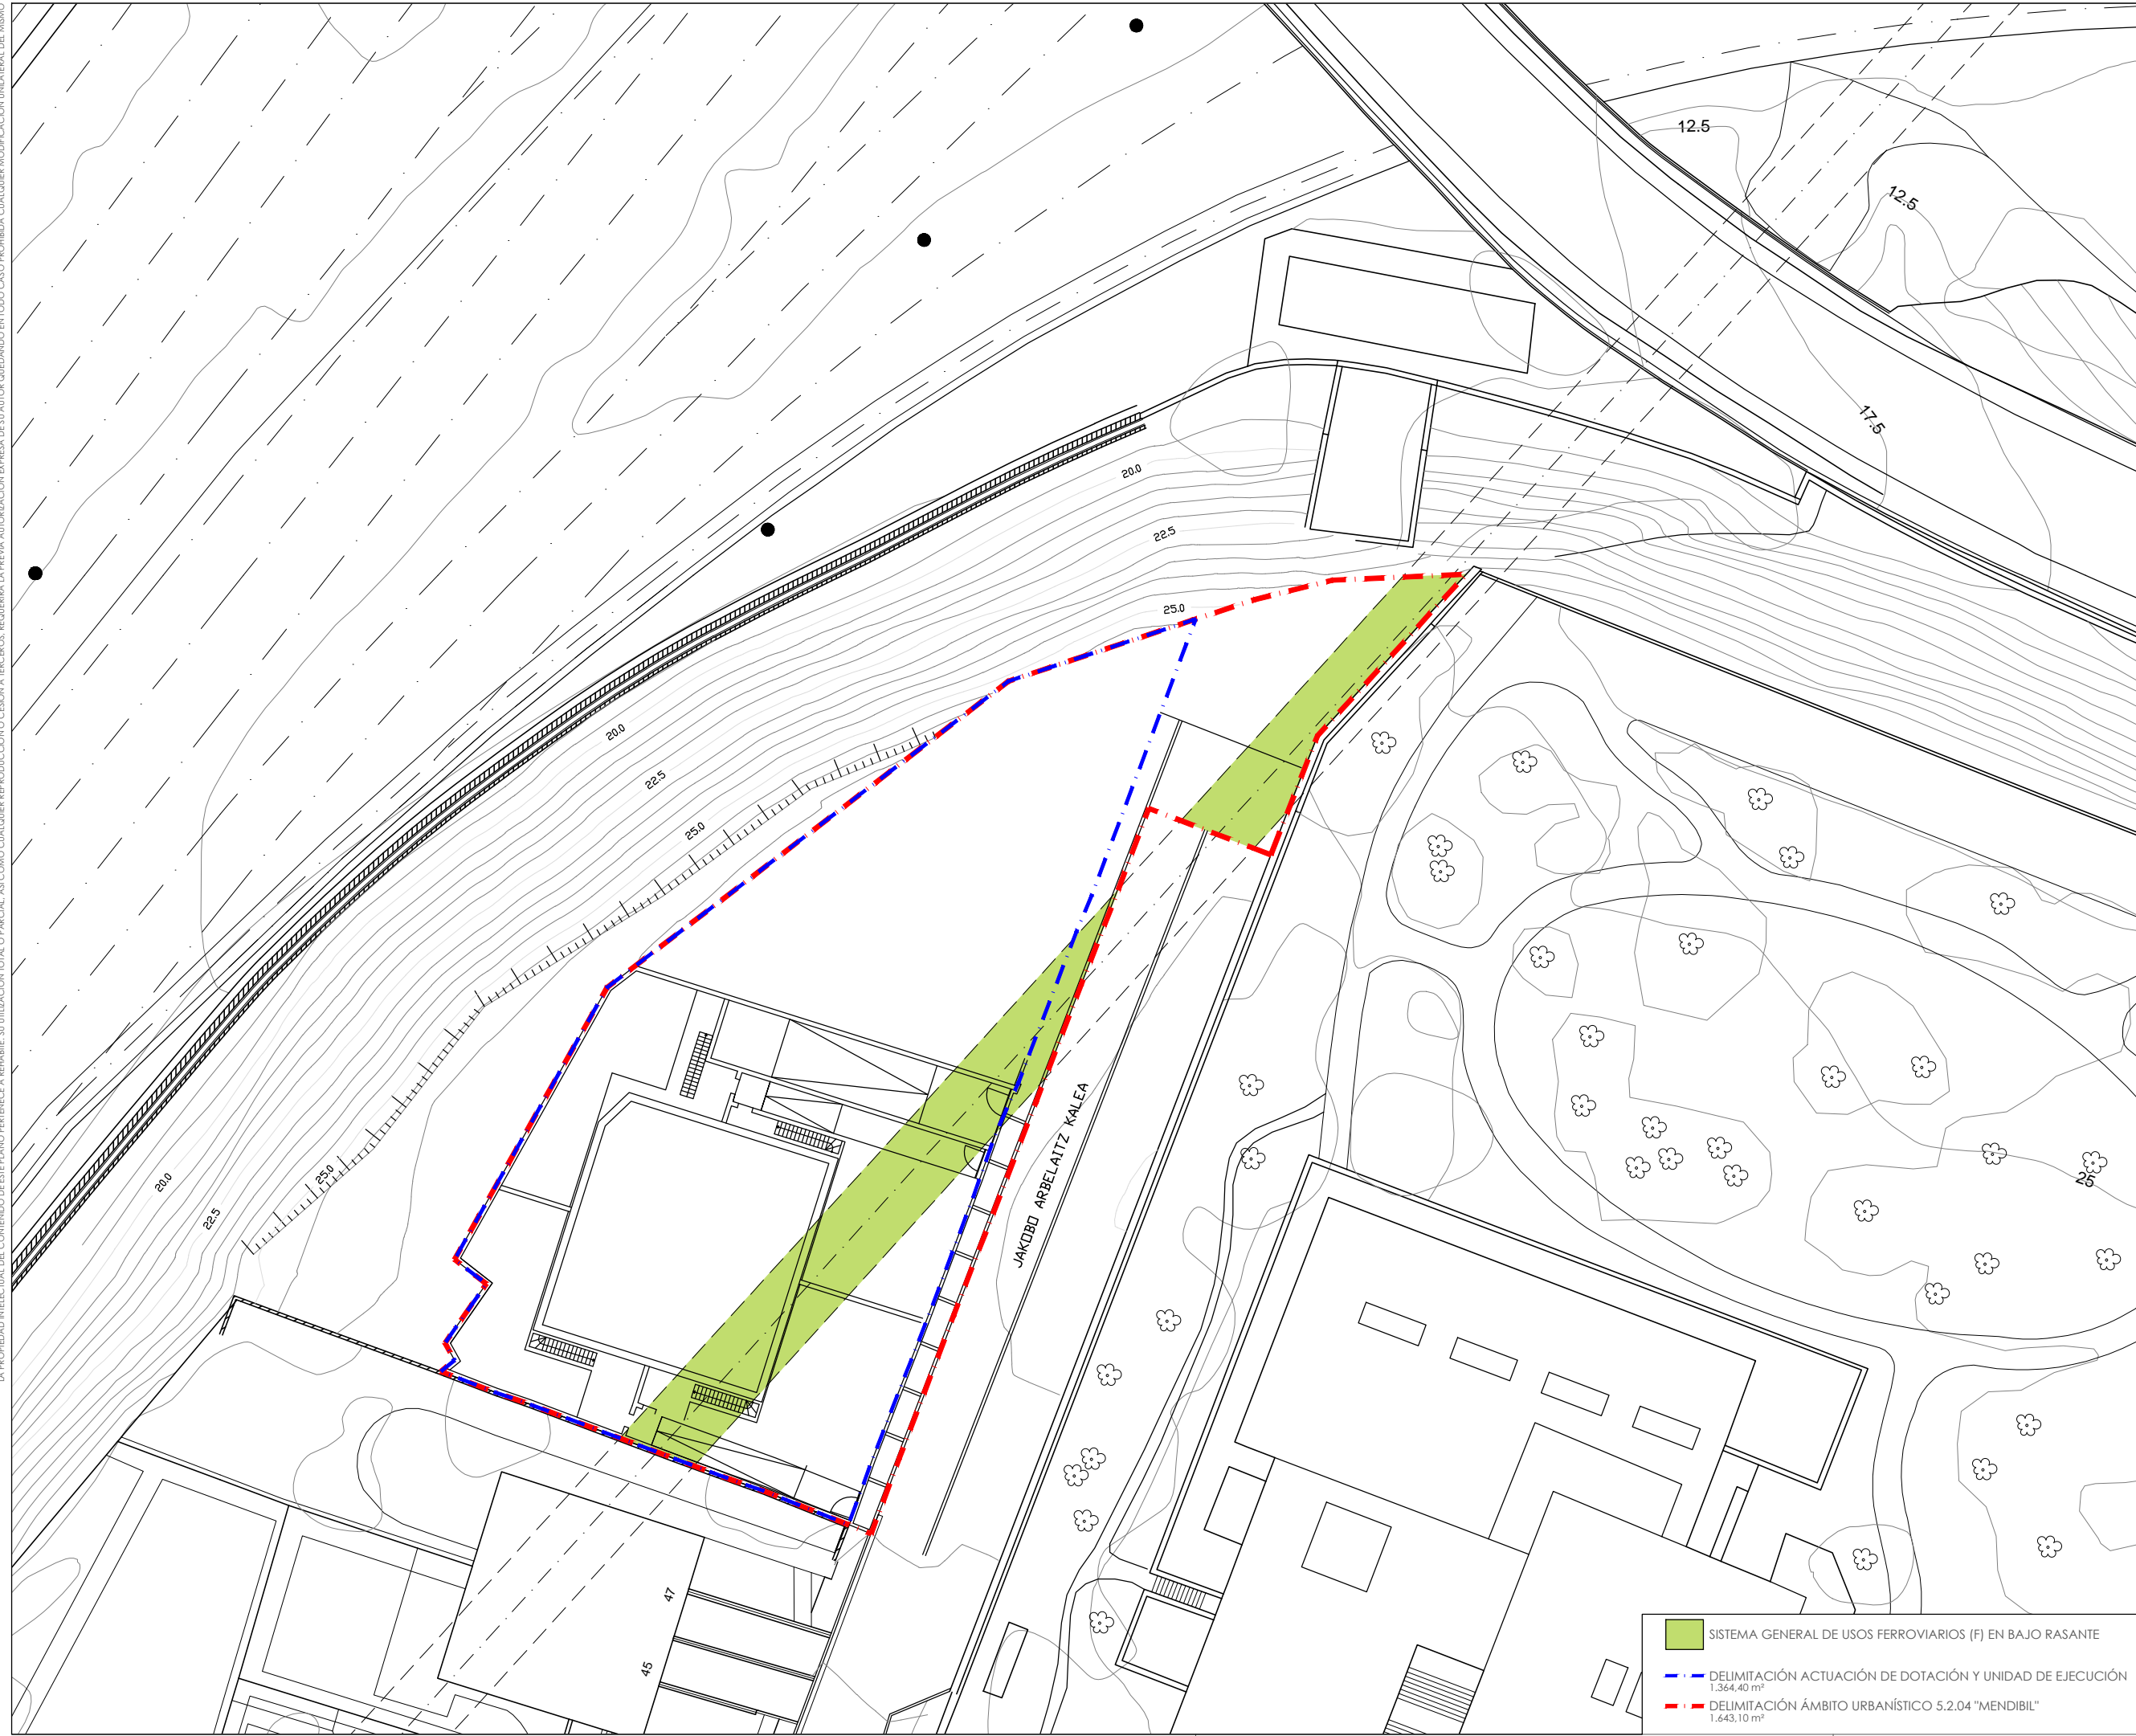 12.5
12.5
17.5
20.0
22.5
25.0
20.0
22.5
25.0
25.0
20.0
22.5
JAKOBO ARBELAITZ KALEA
25
47
45
SISTEMA GENERAL DE USOS FERROVIARIOS (F) EN BAJO RASANTE
DELIMITACIÓN ACTUACIÓN DE DOTACIÓN Y UNIDAD DE EJECUCIÓN
1.364,40 m²
DELIMITACIÓN ÁMBITO URBANÍSTICO 5.2.04 "MENDIBIL"
1.643,10 m²